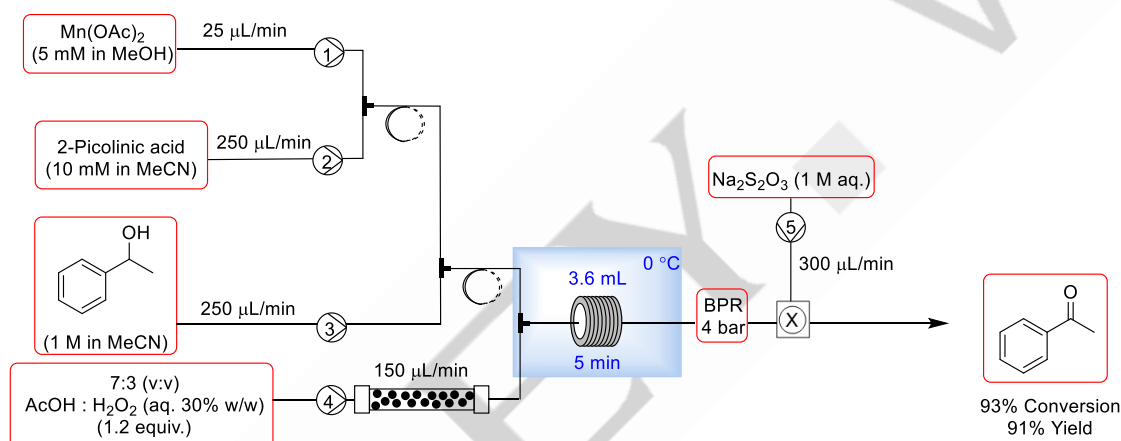 Mn(OAc)2
(5 mM in MeOH)
25 μL/min
1
2-Picolinic acid
(10 mM in MeCN)
250 μL/min
2
OH
(1 M in MeCN)
250 μL/min
3
7:3 (v:v)
AcOH : H2O2 (aq. 30% w/w)
(1.2 equiv.)
4
150 μL/min
0 °C
3.6 mL
5 min
BPR
4 bar
Na2S2O3 (1 M aq.)
5
300 μL/min
X
O
93% Conversion
91% Yield